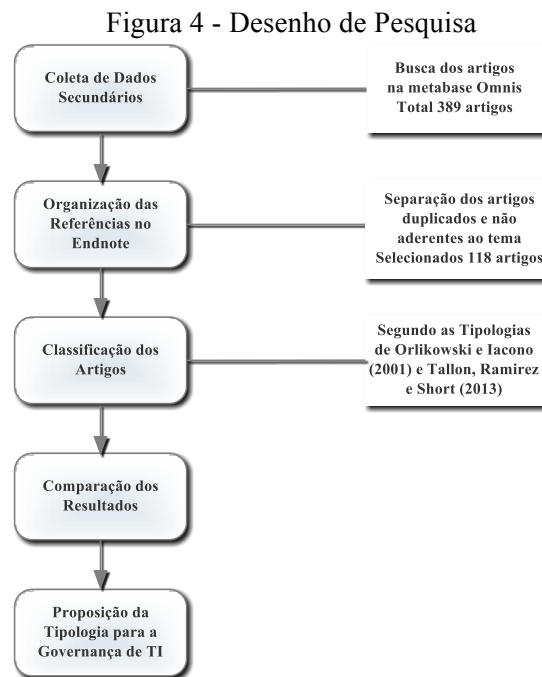 Figura 4 - Desenho de Pesquisa
Coleta de Dados
Secundários
Busca dos artigos
na metabase Omnis
Total 389 artigos
Organização das
Referências no
Endnote
Separação dos artigos
duplicados e não
aderentes ao tema
Selecionados 118 artigos
Classificação dos
Artigos
Segundo as Tipologias
de Orlikowski e Iacono
(2001) e Tallon, Ramirez
e Short (2013)
Comparação dos
Resultados
Proposição da
Tipologia para a
Governança de TI